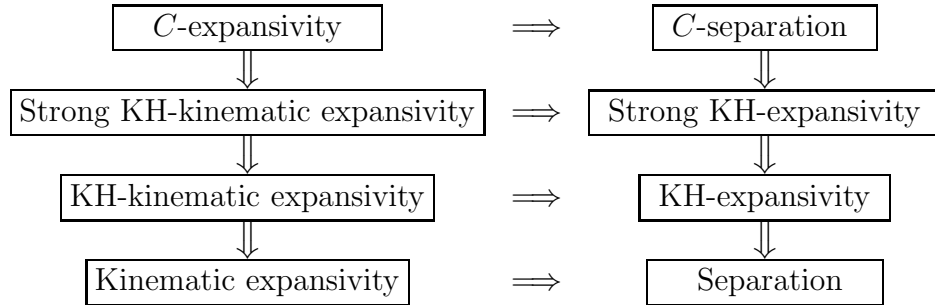 C-expansivity ⟹ C-separation
Strong KH-kinematic expansivity ⟹ Strong KH-expansivity
KH-kinematic expansivity ⟹ KH-expansivity
Kinematic expansivity ⟹ Separation